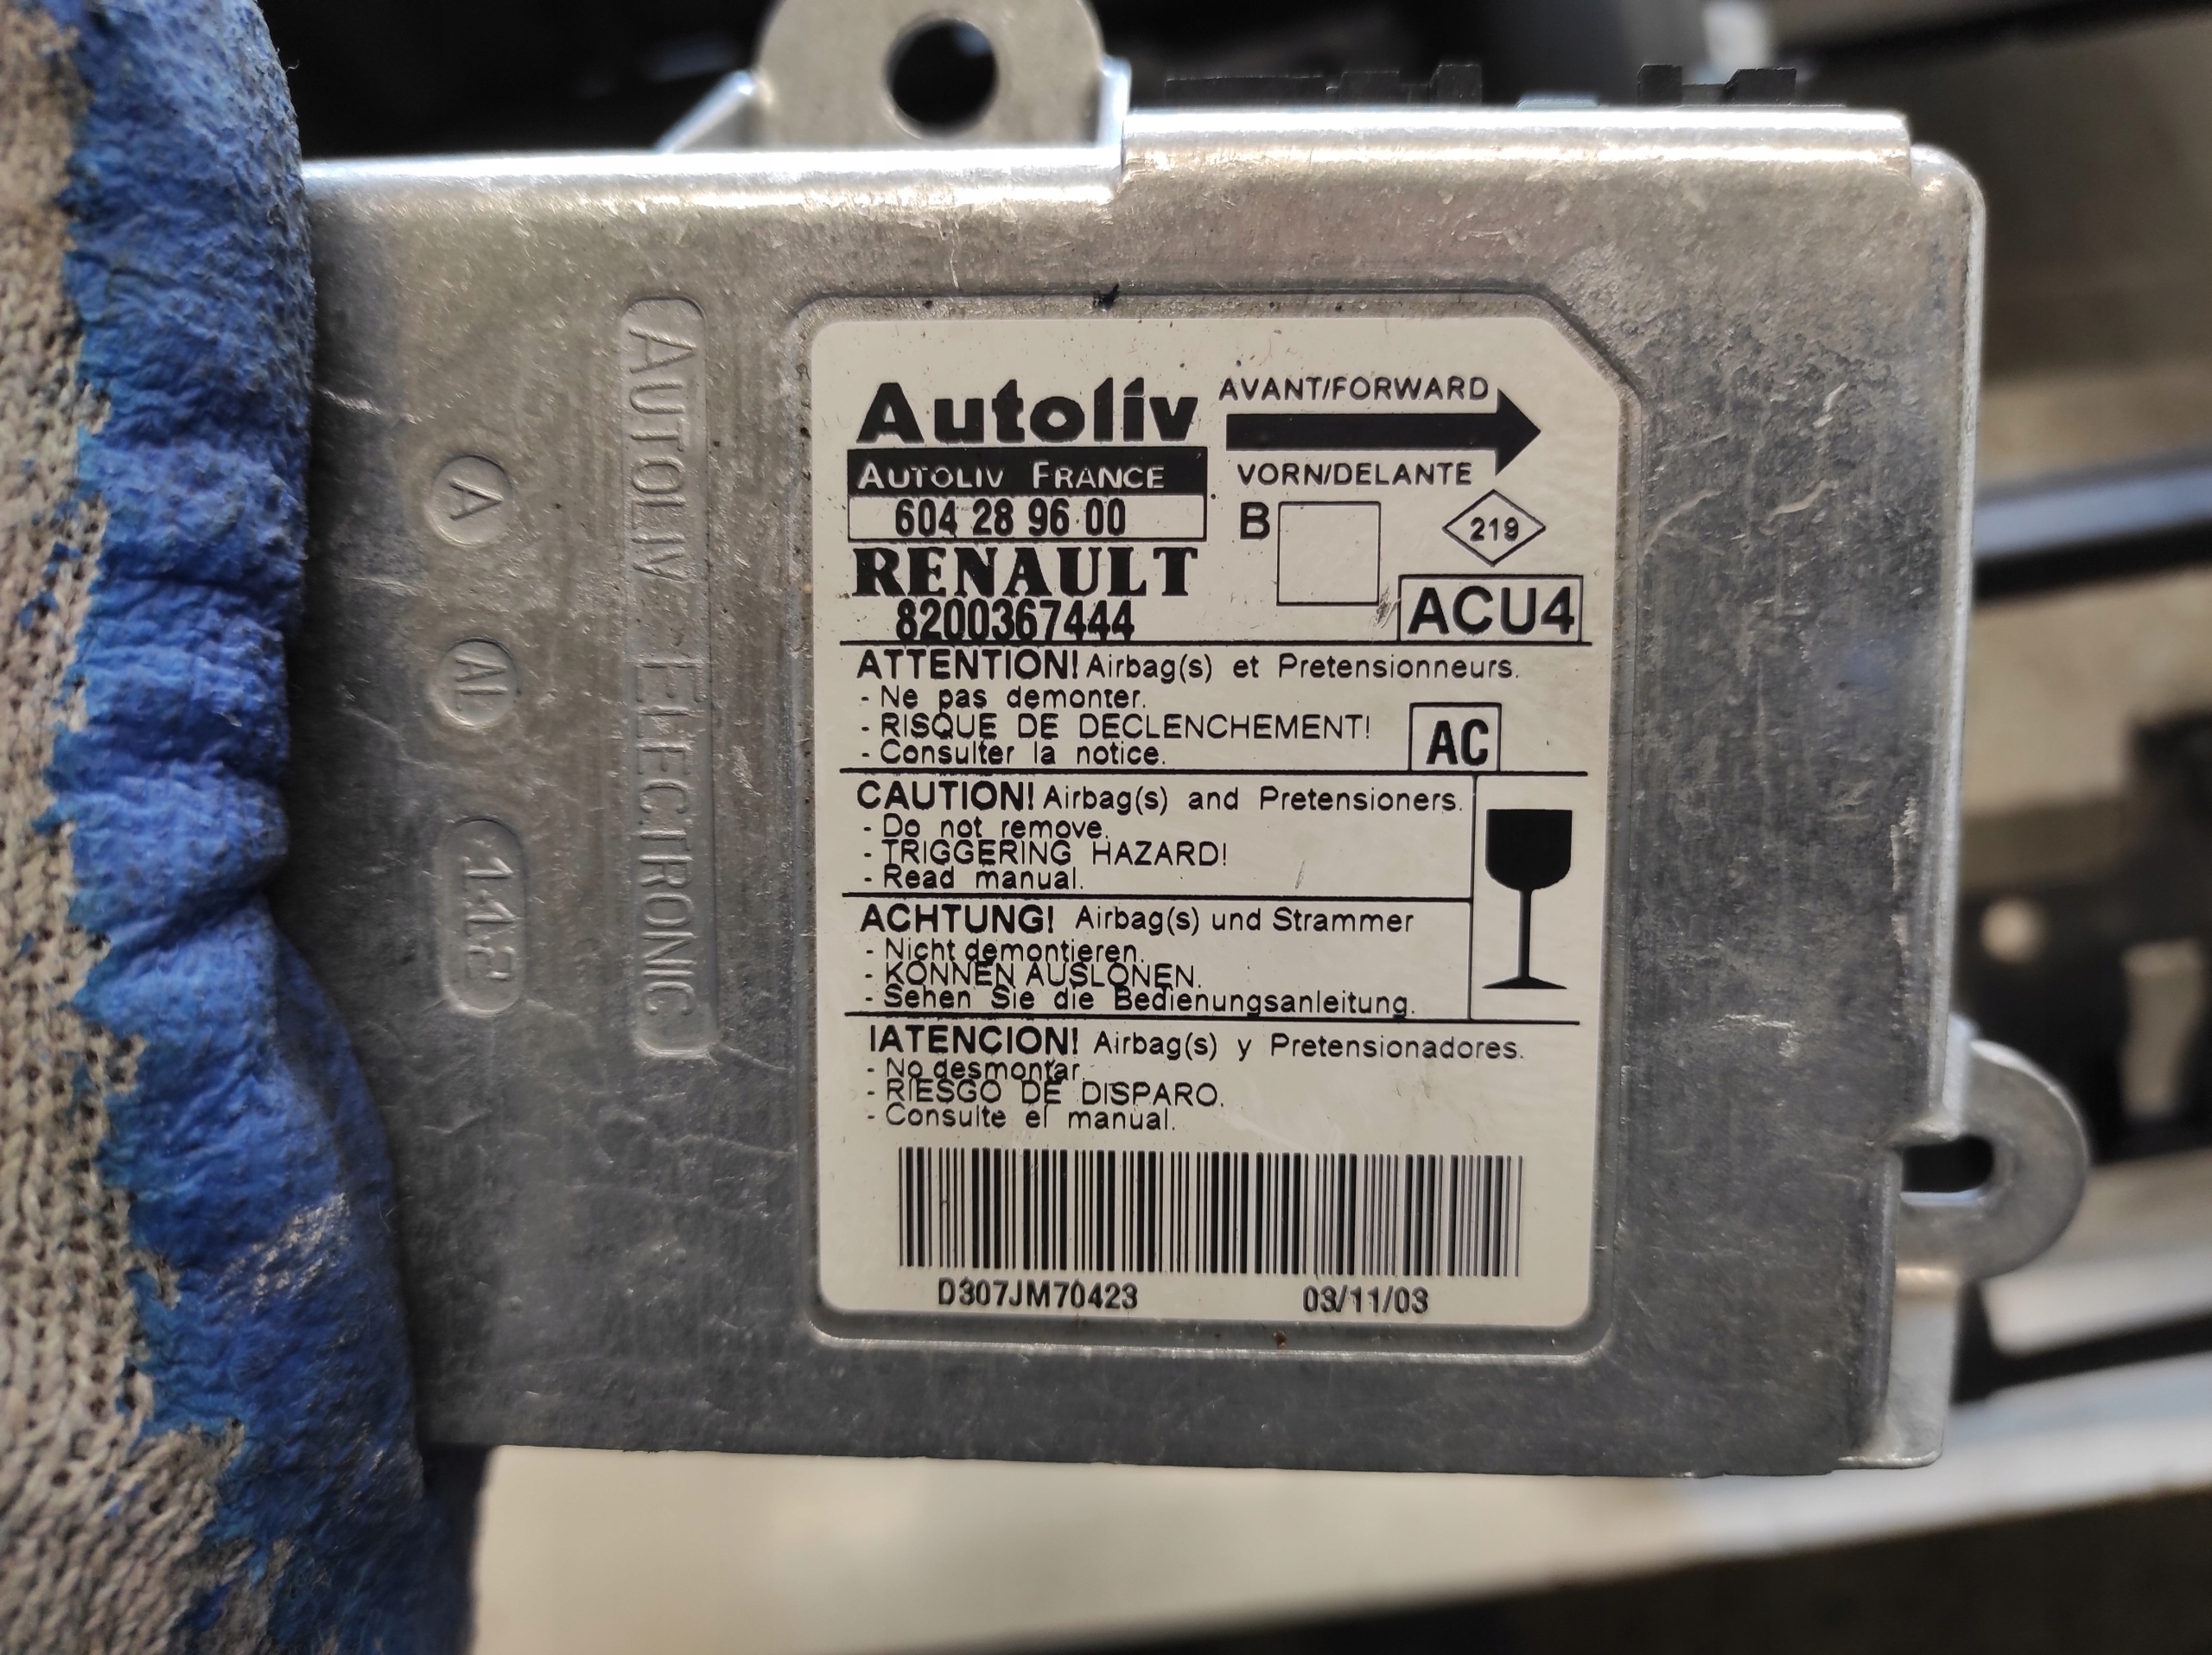 Autoliv
AUTOLIV FRANCE
604 28 96 00
RENAULT
8200367444
AVANT/FORWARD
VORN/DELANTE
B
219
ACU4
ATTENTION! Airbag(s) et Pretensionneurs.
- Ne pas demonter.
- RISQUE DE DECLENCHEMENT!
- Consulter la notice.
AC
CAUTION! Airbag(s) and Pretensioners.
- Do not remove.
- TRIGGERING HAZARD!
- Read manual.
ACHTUNG! Airbag(s) und Strammer
- Nicht demontieren.
- KONNEN AUSLONEN.
- Sehen Sie die Bedienungsanleitung.
IATENCION! Airbag(s) y Pretensionadores.
- No desmontar.
- RIESGO DE DISPARO.
- Consulte el manual.
D307JM70423 03/11/03
AUTOLIV - ELECTRONIC
A
AL
11-2